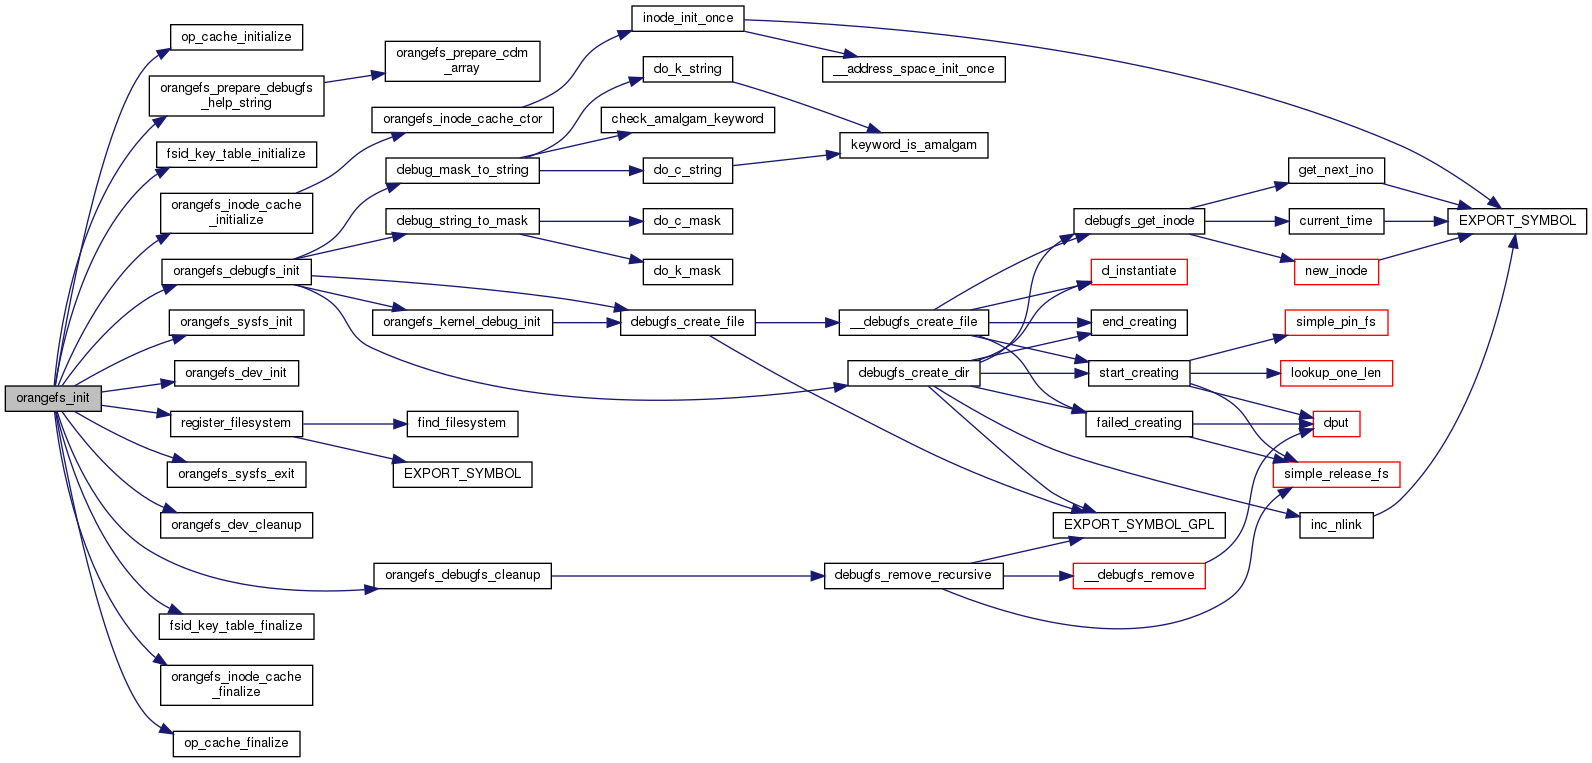 inode_init_once
op_cache_initialize
orangefs_prepare_cdm
_array
do_k_string
__address_space_init_once
orangefs_prepare_debugfs
_help_string
orangefs_inode_cache_ctor
check_amalgam_keyword
keyword_is_amalgam
fsid_key_table_initialize
debug_mask_to_string
do_c_string
get_next_ino
orangefs_inode_cache
_initialize
debug_string_to_mask
do_c_mask
debugfs_get_inode
current_time
EXPORT_SYMBOL
orangefs_debugfs_init
do_k_mask
d_instantiate
new_inode
orangefs_sysfs_init
orangefs_kernel_debug_init
debugfs_create_file
__debugfs_create_file
end_creating
simple_pin_fs
orangefs_dev_init
debugfs_create_dir
start_creating
lookup_one_len
orangefs_init
register_filesystem
find_filesystem
failed_creating
dput
orangefs_sysfs_exit
EXPORT_SYMBOL
simple_release_fs
orangefs_dev_cleanup
EXPORT_SYMBOL_GPL
inc_nlink
orangefs_debugfs_cleanup
debugfs_remove_recursive
__debugfs_remove
fsid_key_table_finalize
orangefs_inode_cache
_finalize
op_cache_finalize